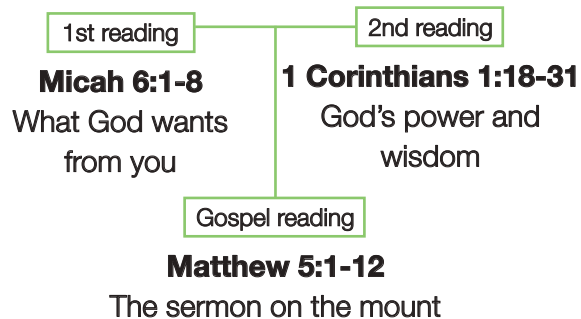 1st reading
Micah 6:1-8
What God wants
from you
2nd reading
1 Corinthians 1:18-31
God's power and
wisdom
Gospel reading
Matthew 5:1-12
The sermon on the mount